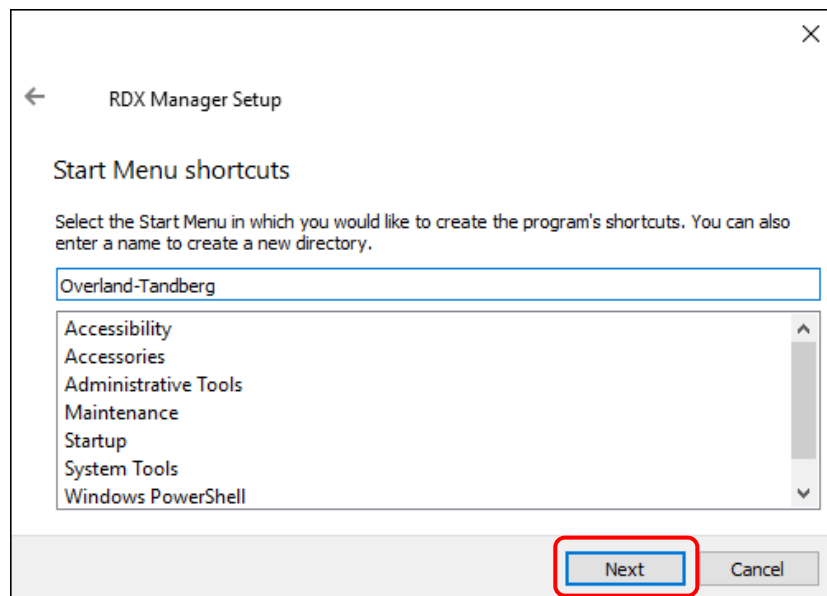 RDX Manager Setup
Start Menu shortcuts
Select the Start Menu in which you would like to create the program's shortcuts. You can also
enter a name to create a new directory.
Overland-Tandberg
Accessibility
Accessories
Administrative Tools
Maintenance
Startup
System Tools
Windows PowerShell
Next
Cancel